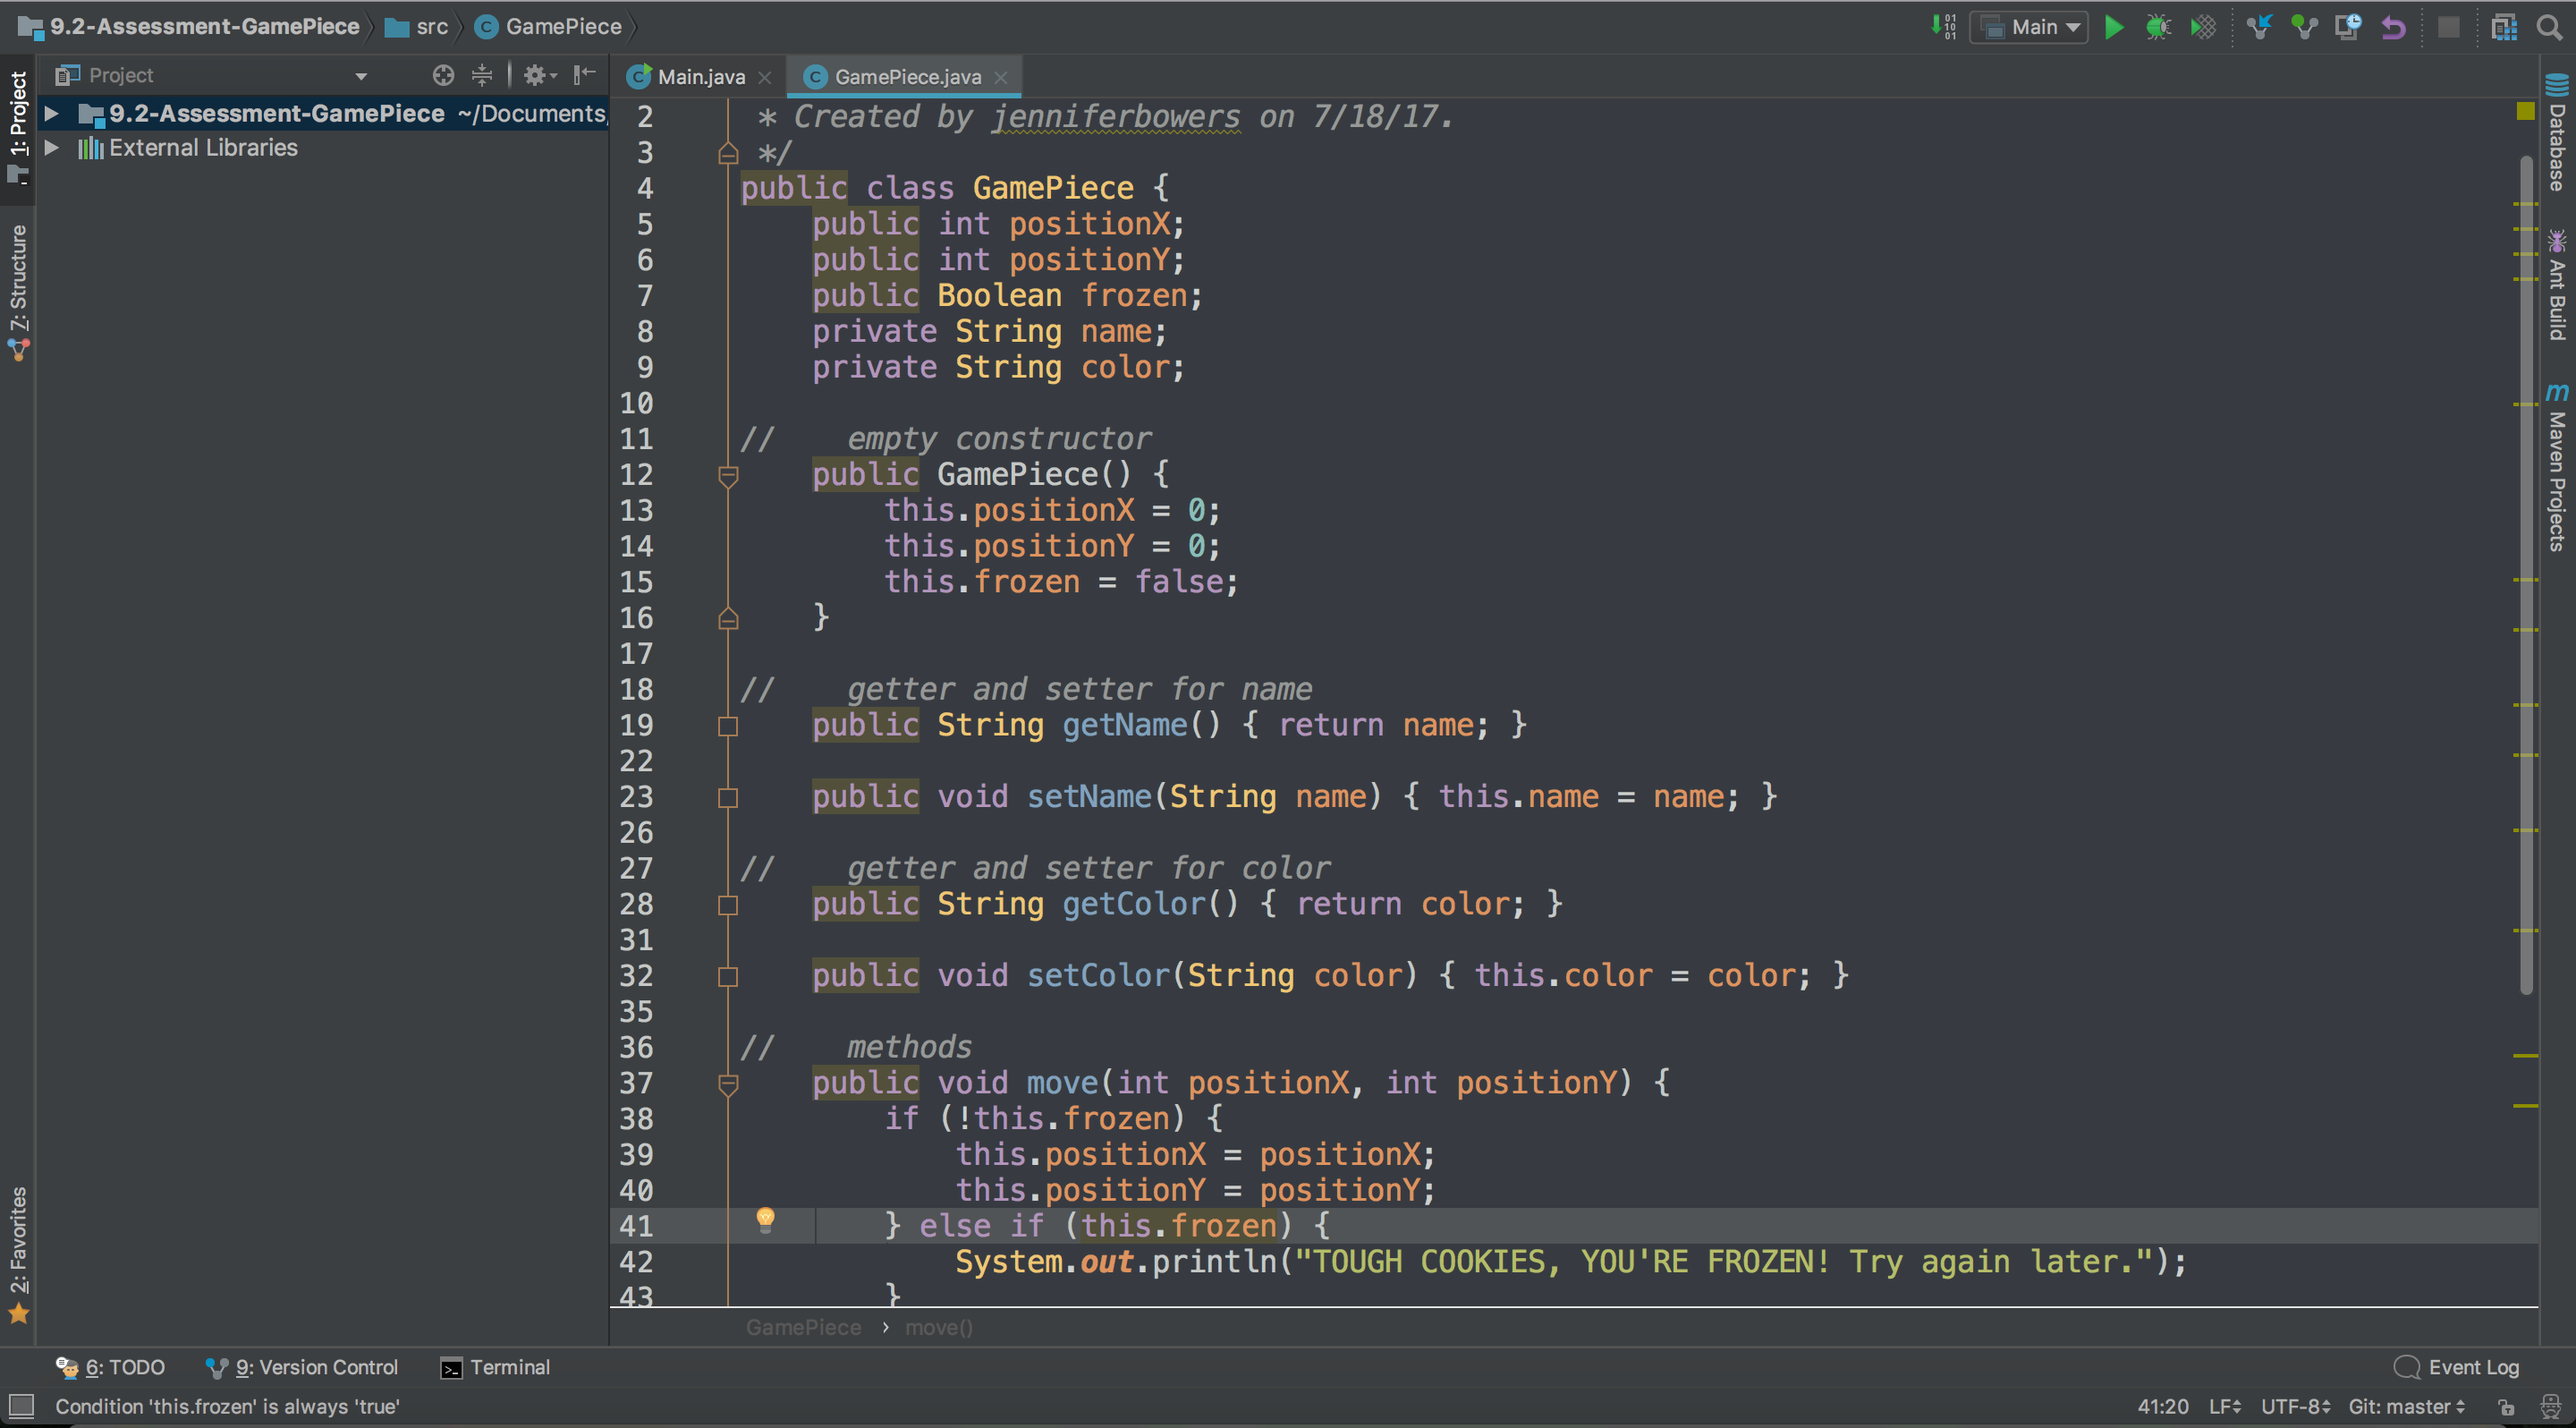 9.2-Assessment-GamePiece src GamePiece Main
1: Project
7: Structure
2: Favorites
Project
9.2-Assessment-GamePiece ~/Documents/
External Libraries
Main.java GamePiece.java
2 * Created by jenniferbowers on 7/18/17.
3 */
4 public class GamePiece {
5 public int positionX;
6 public int positionY;
7 public Boolean frozen;
8 private String name;
9 private String color;
10
11 // empty constructor
12 public GamePiece() {
13 this.positionX = 0;
14 this.positionY = 0;
15 this.frozen = false;
16 }
17
18 // getter and setter for name
19 public String getName() { return name; }
22
23 public void setName(String name) { this.name = name; }
26
27 // getter and setter for color
28 public String getColor() { return color; }
31
32 public void setColor(String color) { this.color = color; }
35
36 // methods
37 public void move(int positionX, int positionY) {
38 if (!this.frozen) {
39 this.positionX = positionX;
40 this.positionY = positionY;
41 } else if (this.frozen) {
42 System.out.println("TOUGH COOKIES, YOU'RE FROZEN! Try again later.");
43 }
GamePiece › move()
Database
Ant Build
Maven Projects
6: TODO 9: Version Control Terminal Event Log
Condition 'this.frozen' is always 'true' 41:20 LF UTF-8 Git: master